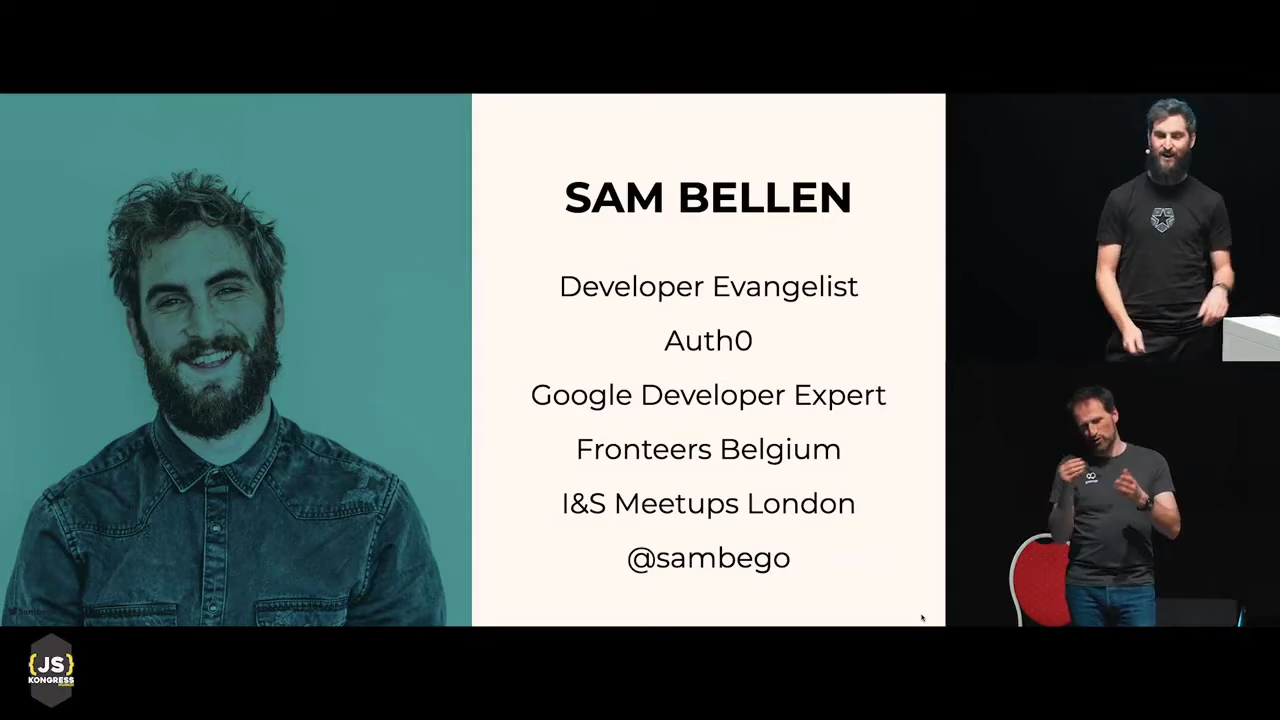 SAM BELLEN
Developer Evangelist
Auth0
Google Developer Expert
Fronteers Belgium
I&S Meetups London
@sambego
{JS}
KONGRESS